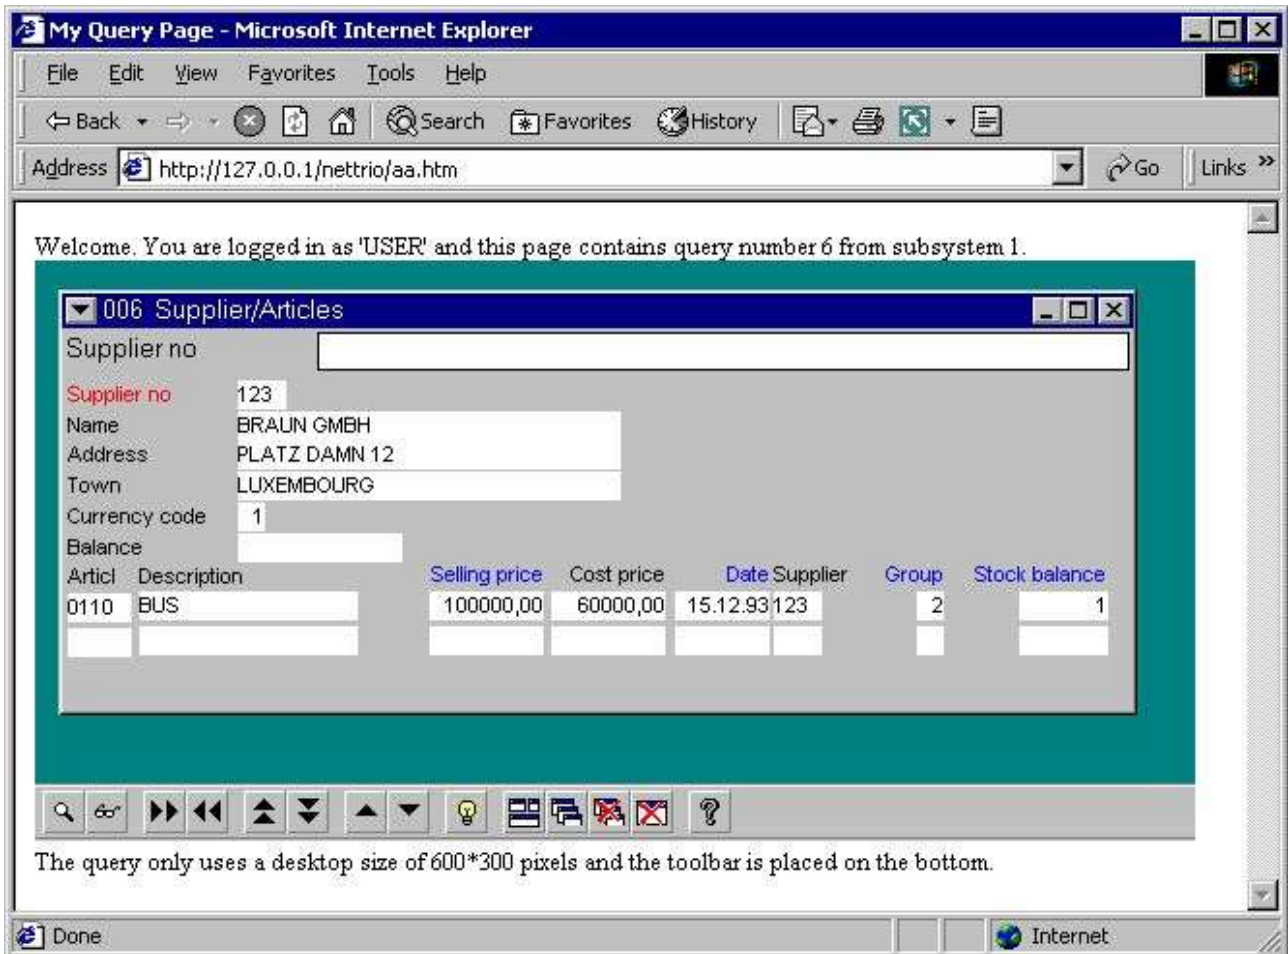 My Query Page - Microsoft Internet Explorer
File Edit View Favorites Tools Help
Back Search Favorites History
Address http://127.0.0.1/nettrio/aa.htm Go Links »
Welcome. You are logged in as 'USER' and this page contains query number 6 from subsystem 1.
006 Supplier/Articles
Supplier no
Supplier no 123
Name BRAUN GMBH
Address PLATZ DAMN 12
Town LUXEMBOURG
Currency code 1
Balance
Articl Description Selling price Cost price Date Supplier Group Stock balance
0110 BUS 100000,00 60000,00 15.12.93 123 2 1
The query only uses a desktop size of 600*300 pixels and the toolbar is placed on the bottom.
Done Internet